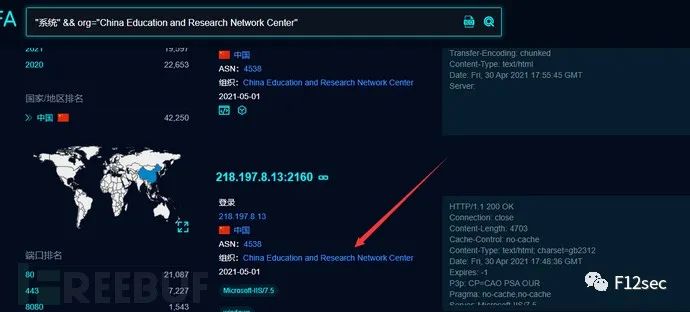 FA
"系统" && org="China Education and Research Network Center"
2021 19,597
2020 22,653
国家/地区排名
中国 42,250
端口排名
80 21,087
443 7,227
8080 1,543
中国
ASN: 4538
组织: China Education and Research Network Center
2021-05-01
218.197.8.13:2160
登录
218.197.8.13
中国
ASN: 4538
组织: China Education and Research Network Center
2021-05-01
Microsoft-IIS/7.5
windows
Transfer-Encoding: chunked
Content-Type: text/html
Date: Fri, 30 Apr 2021 17:55:45 GMT
Server:
HTTP/1.1 200 OK
Connection: close
Content-Length: 4703
Cache-Control: no-cache
Content-Type: text/html; charset=gb2312
Date: Fri, 30 Apr 2021 17:48:36 GMT
Expires: -1
P3p: CP=CAO PSA OUR
Pragma: no-cache,no-cache
Server: Microsoft-IIS/7.5
FREEBUF
F12sec